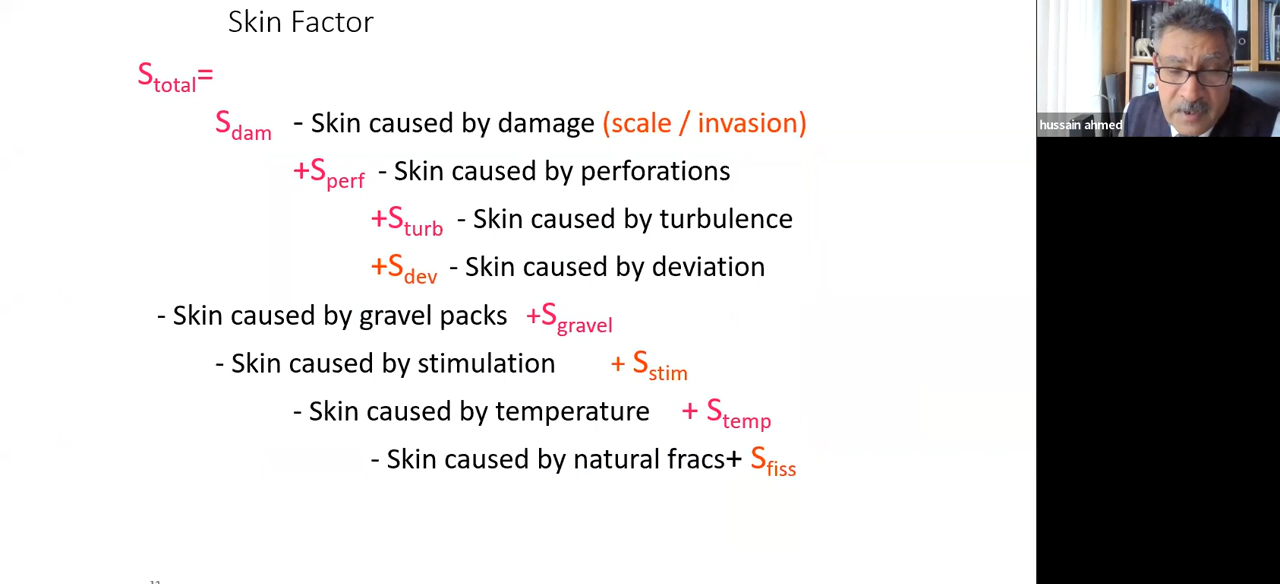 Skin Factor
Stotal=
Sdam - Skin caused by damage (scale / invasion)
+Sperf - Skin caused by perforations
+Sturb - Skin caused by turbulence
+Sdev - Skin caused by deviation
- Skin caused by gravel packs +Sgravel
- Skin caused by stimulation + Sstim
- Skin caused by temperature + Stemp
- Skin caused by natural fracs+ Sfiss
hussain ahmed